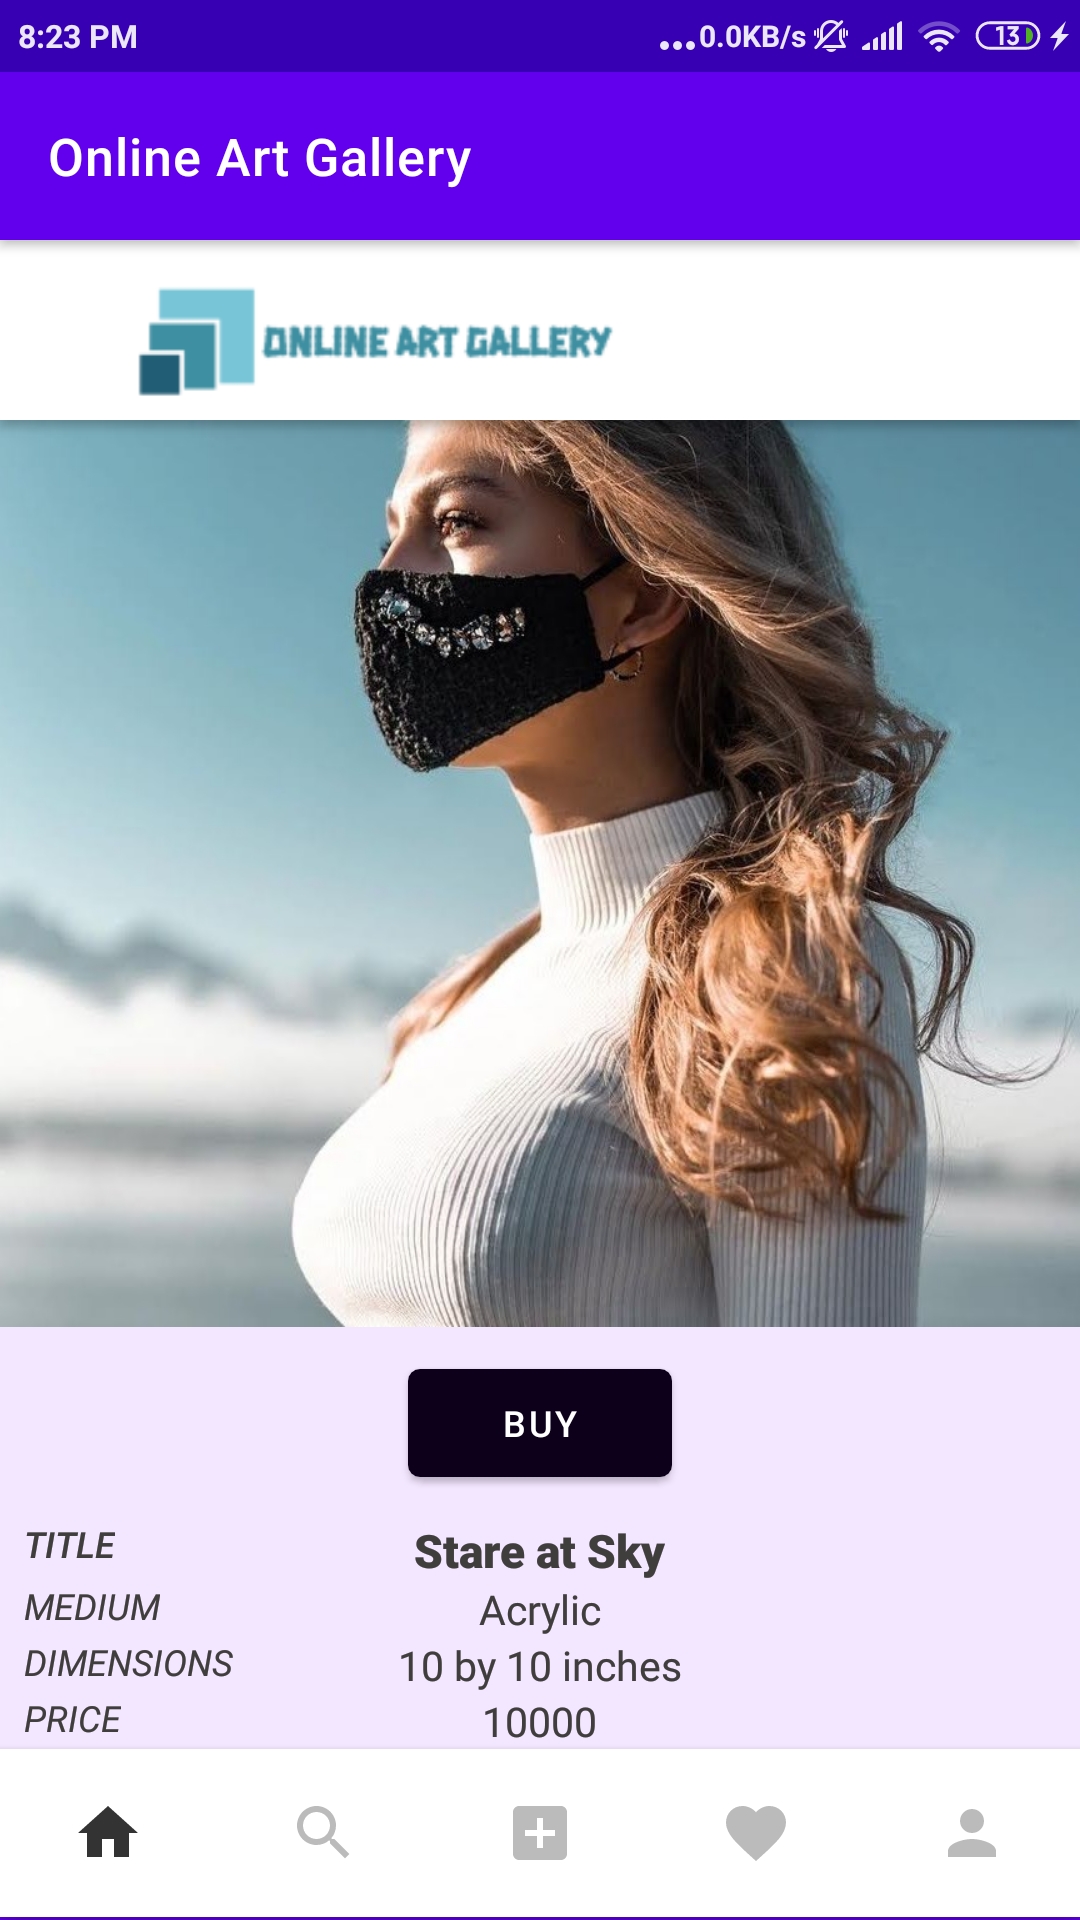 8:23 PM ...0.0KB/s 13
Online Art Gallery
ONLINE ART GALLERY
BUY
TITLE Stare at Sky
MEDIUM Acrylic
DIMENSIONS 10 by 10 inches
PRICE 10000